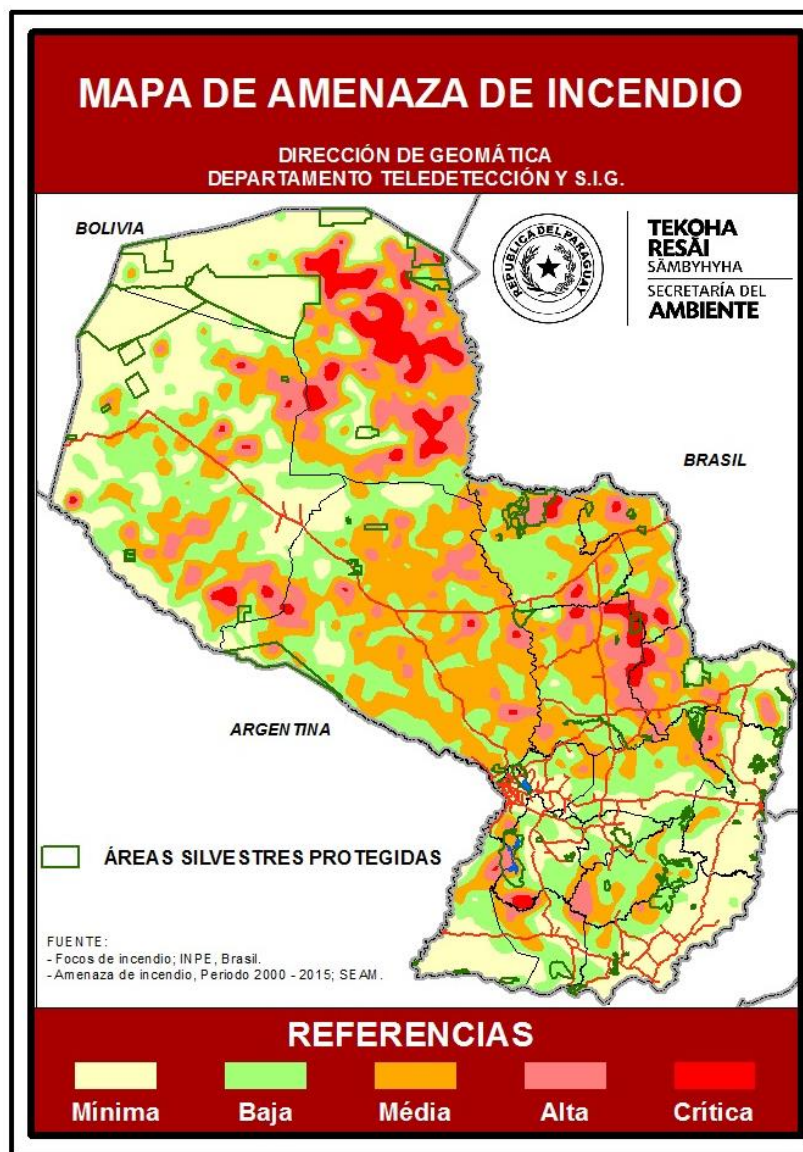 MAPA DE AMENAZA DE INCENDIO
DIRECCIÓN DE GEOMÁTICA
DEPARTAMENTO TELEDETECCIÓN Y S.I.G.
BOLIVIA
REPUBLICA DEL PARAGUAY
TEKOHA
RESÃI
SÃMBYHYHA
SECRETARÍA DEL
AMBIENTE
BRASIL
ARGENTINA
ÁREAS SILVESTRES PROTEGIDAS
FUENTE:
- Focos de incendio; INPE, Brasil.
- Amenaza de incendio, Periodo 2000 - 2015; SEAM.
REFERENCIAS
Mínima
Baja
Média
Alta
Crítica